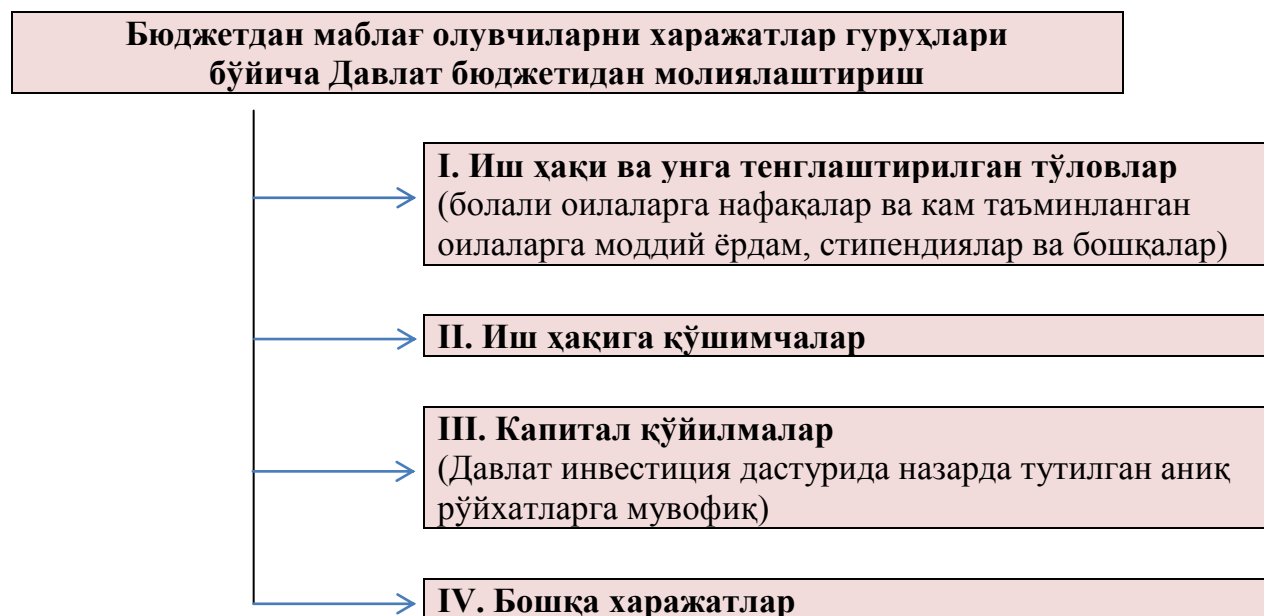 Бюджетдан маблағ олувчиларни харажатлар гуруҳлари
бўйича Давлат бюджетидан молиялаштириш
I. Иш ҳақи ва унга тенглаштирилган тўловлар
(болали оилаларга нафақалар ва кам таъминланган
оилаларга моддий ёрдам, стипендиялар ва бошқалар)
II. Иш ҳақига қўшимчалар
III. Капитал қўйилмалар
(Давлат инвестиция дастурида назарда тутилган аниқ
рўйхатларга мувофиқ)
IV. Бошқа харажатлар